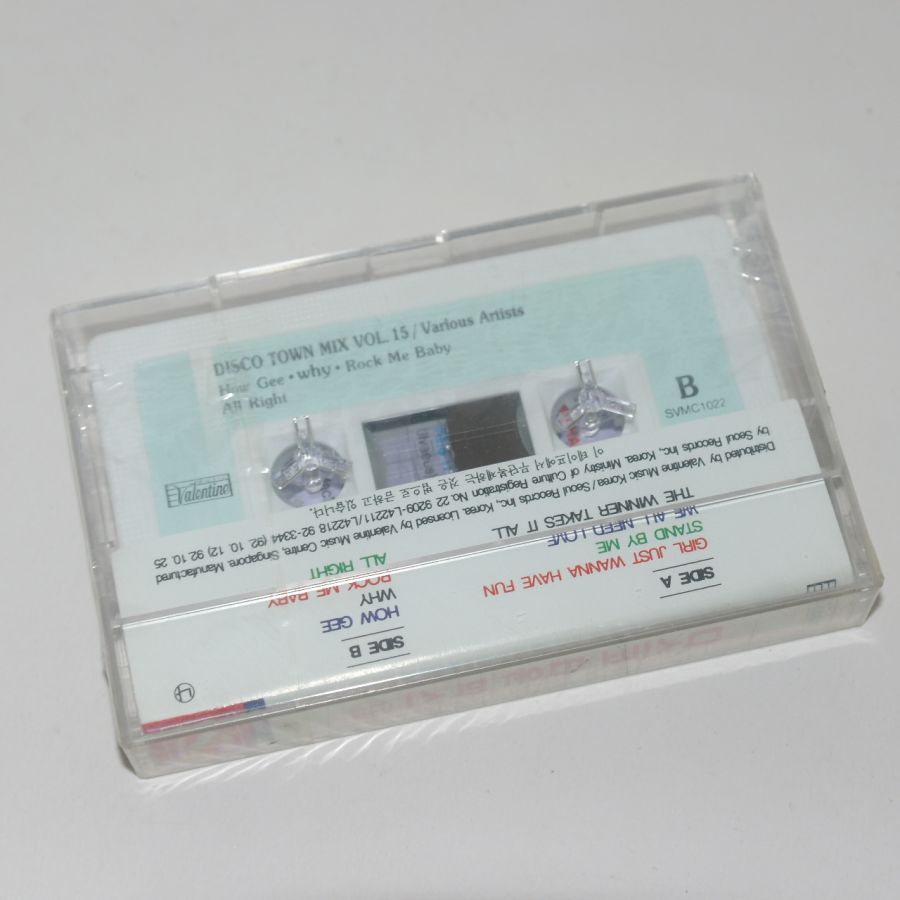 DISCO TOWN MIX VOL. 15 / Various Artists
How Gee • why • Rock Me Baby
All Right
B
SVMC1022
Valentine
SIDE A
GIRL JUST WANNA HAVE FUN
STAND BY ME
WE ALL NEED LOVE
THE WINNER TAKES IT ALL
SIDE B
HOW GEE
WHY
ROCK ME BABY
ALL RIGHT
Distributed by Valentine Music Centre, Singapore. Manufactured
by Seoul Records Inc., Korea. Licensed by Valentine Music Korea / Seoul Records Inc., Korea. Ministry of Culture Registration No. 22 9209-L42211/L42218 92-3344 (92. 10. 12) 92. 10. 25
이 테이프에서 무단복제하는 것은 법으로 금하고 있습니다.